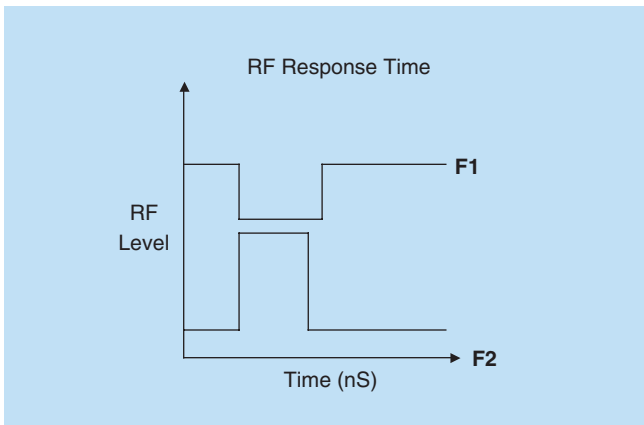 RF Response Time
F1
RF
Level
F2
Time (nS)